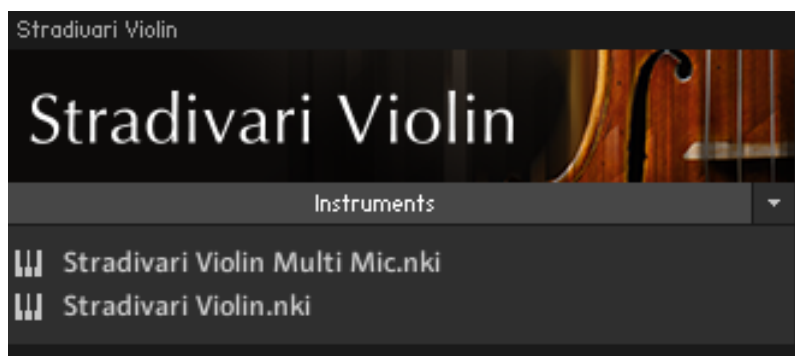 Stradivari Violin
Stradivari Violin
Instruments
Stradivari Violin Multi Mic.nki
Stradivari Violin.nki